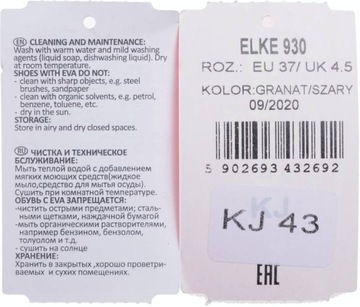 EN CLEANING AND MAINTENANCE:
Wash with warm water and mild washing
agents (liquid soap, dishwashing liquid). Dry
at room temperature.
SHOES WITH EVA DO NOT:
- clean with sharp objects, e.g. steel
brushes, sandpaper
- clean with organic solvents, e.g. petrol,
benzene, toluene, etc.
- dry in the sun.
STORAGE:
Store in airy and dry closed spaces.
RU ЧИСТКА И ТЕХНИЧЕСКОЕ
БСЛУЖИВАНИЕ:
Мыть теплой водой с добавлением
мягких моющих средств(жидкое
мыло,средство для мытья осуды).
Сушить при комнатной температуре.
ОБУВЬ С EVA ЗАПРЕЩАЕТСЯ:
-чистить острыми предметами; сталь-
ными щетками, наждачной бумагой
-мыть органическими растворителями,
например бензином, бензолом,
толуолом и т.д.
- сушить на солнце
ХРАНЕНИЕ:
Хранить в закрытых ,хорошо проветри-
ваемых и сухих помещениях.
ELKE 930
ROZ.: EU 37/ UK 4.5
KOLOR:GRANAT/SZARY
09/2020
5 902693 432692
KJ
KJ 43
EAC